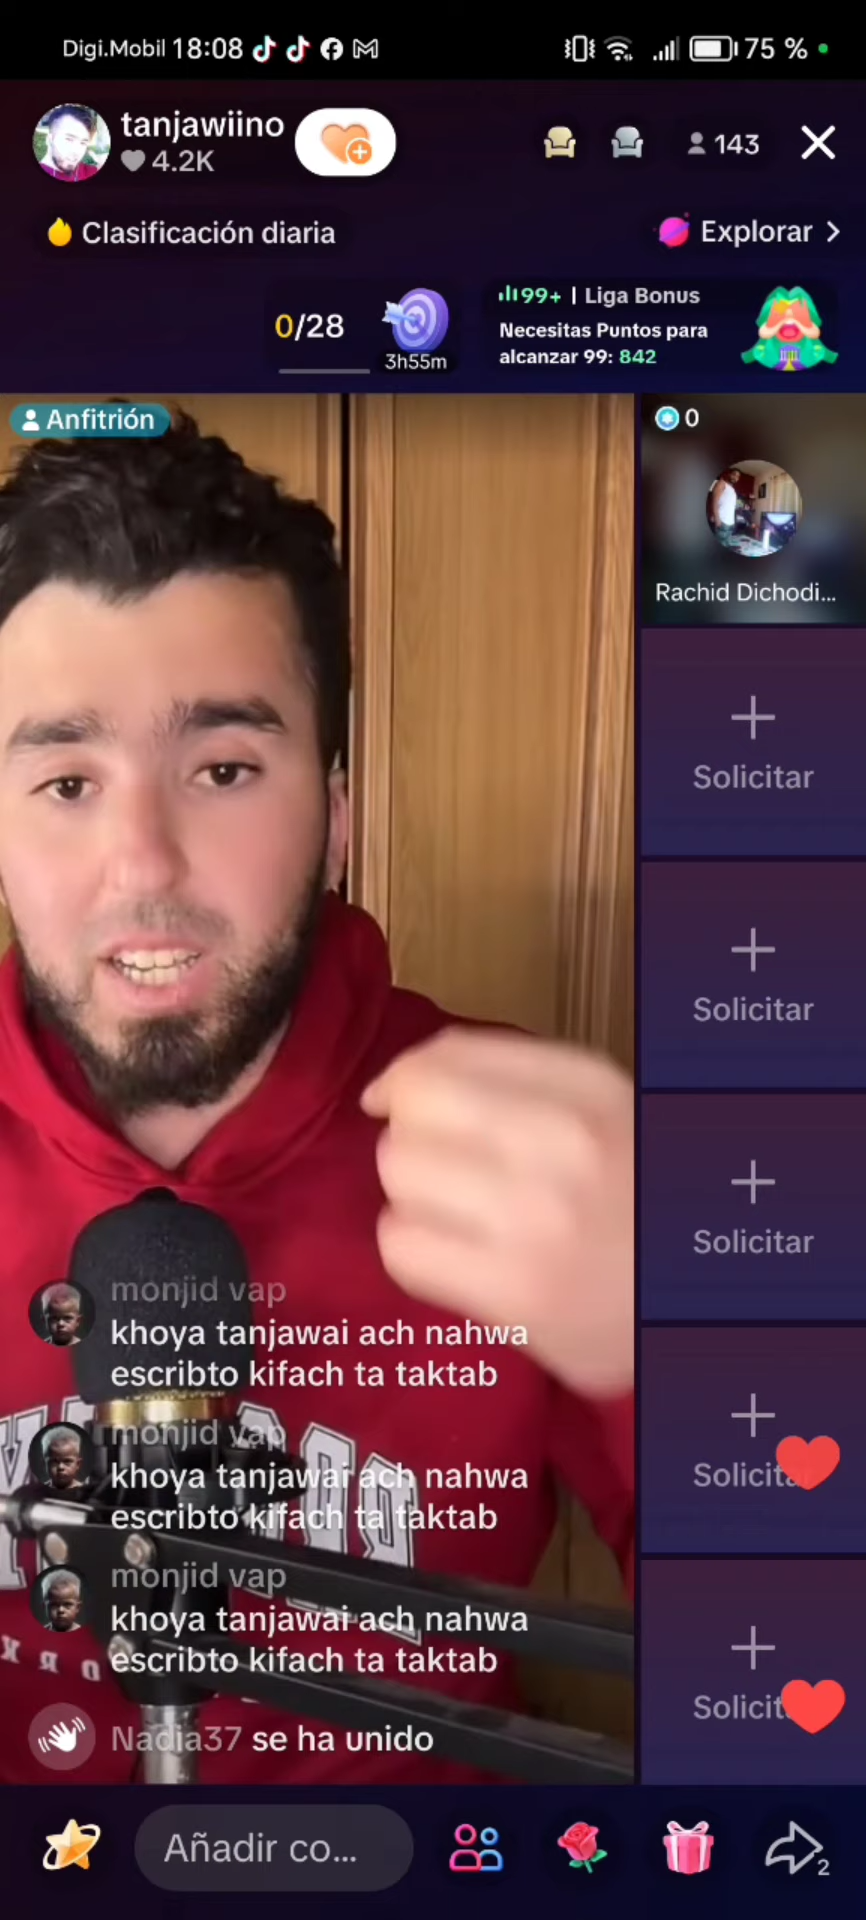 Digi.Mobil 18:08
75 %
tanjawiino
4.2K
143
Clasificación diaria
Explorar
0/28
3h55m
99+ | Liga Bonus
Necesitas Puntos para
alcanzar 99: 842
Anfitrión
0
Rachid Dichodi...
Solicitar
Solicitar
Solicitar
Solicita
Solicit
monjid vap
khoya tanjawai ach nahwa
escribto kifach ta taktab
monjid vap
khoya tanjawai ach nahwa
escribto kifach ta taktab
monjid vap
khoya tanjawai ach nahwa
escribto kifach ta taktab
Nadia37 se ha unido
Añadir co...
2